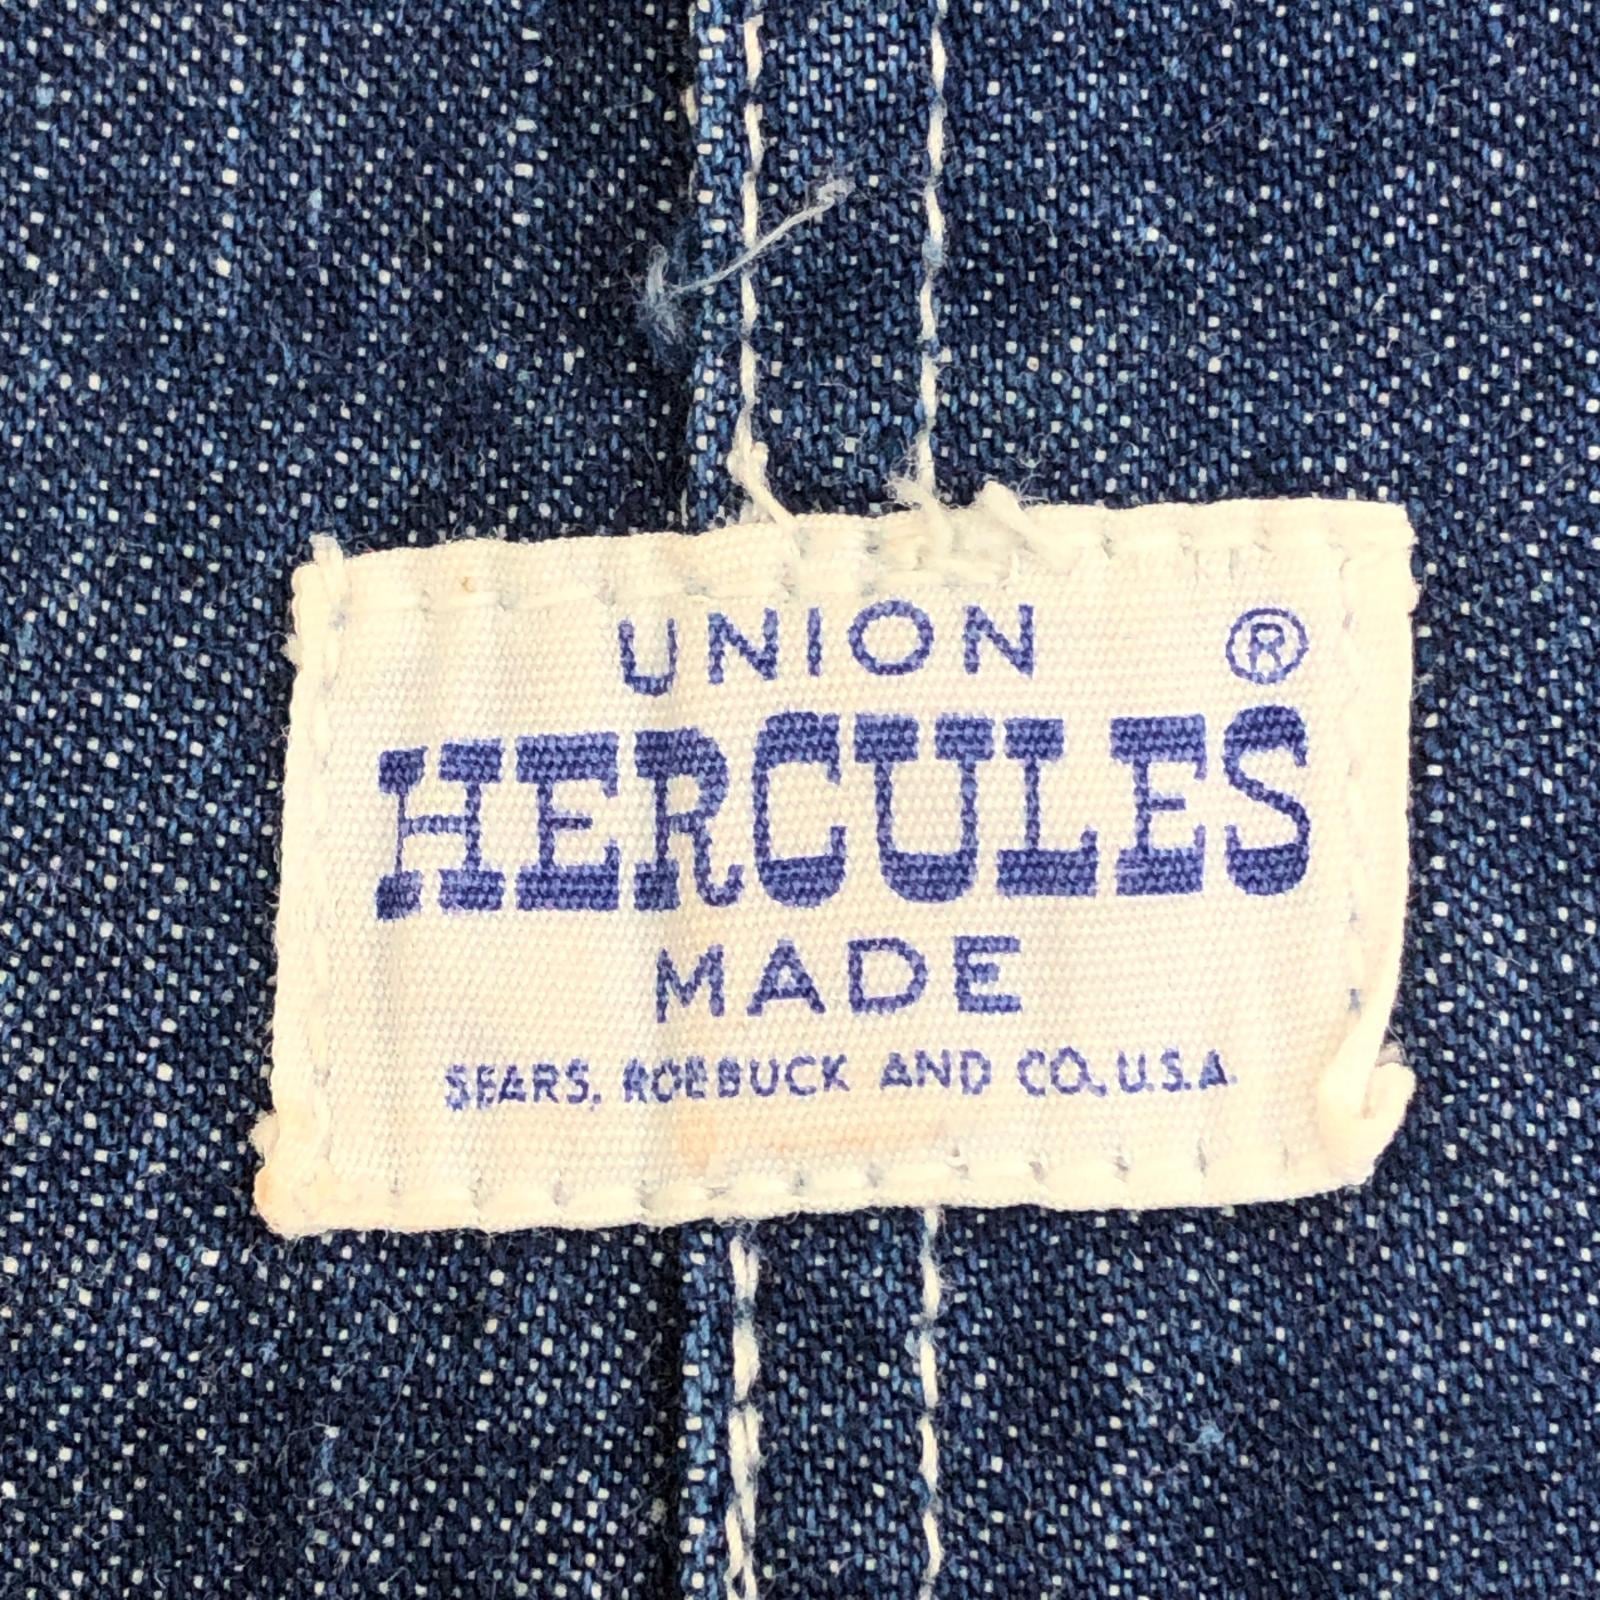 UNION ®
HERCULES
MADE
SEARS, ROEBUCK AND CO., U.S.A.